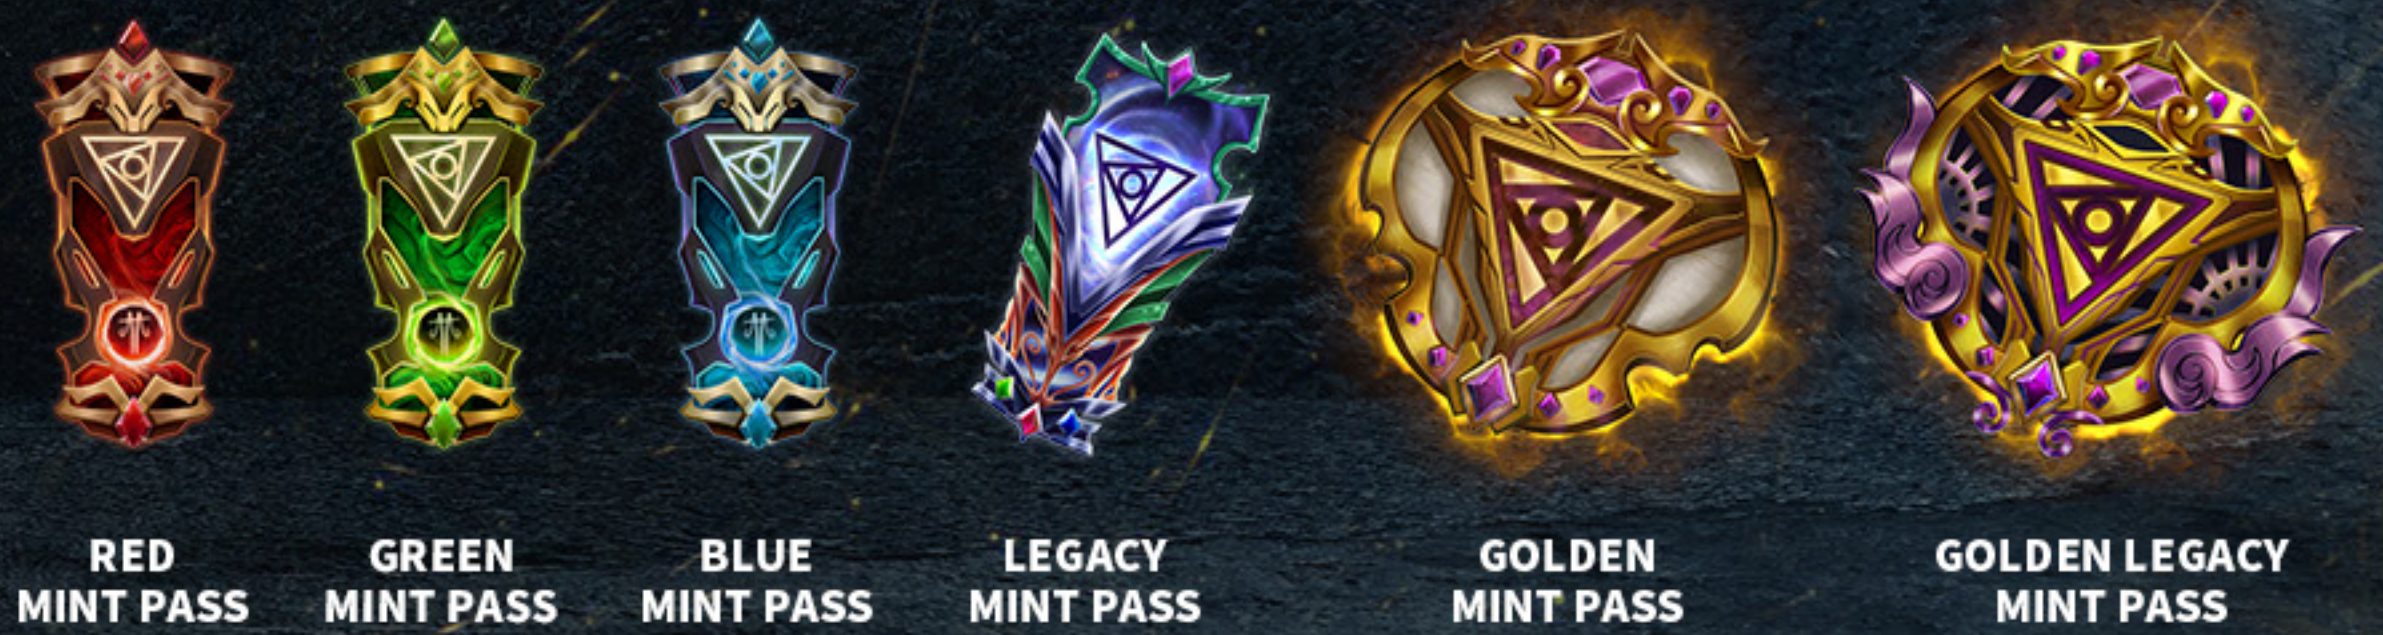 RED
MINT PASS
GREEN
MINT PASS
BLUE
MINT PASS
LEGACY
MINT PASS
GOLDEN
MINT PASS
GOLDEN LEGACY
MINT PASS